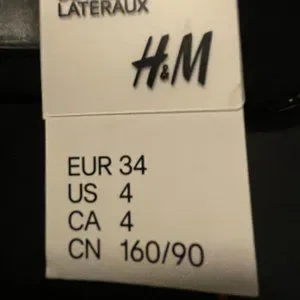 LATERAUX
H&M
EUR 34
US 4
CA 4
CN 160/90